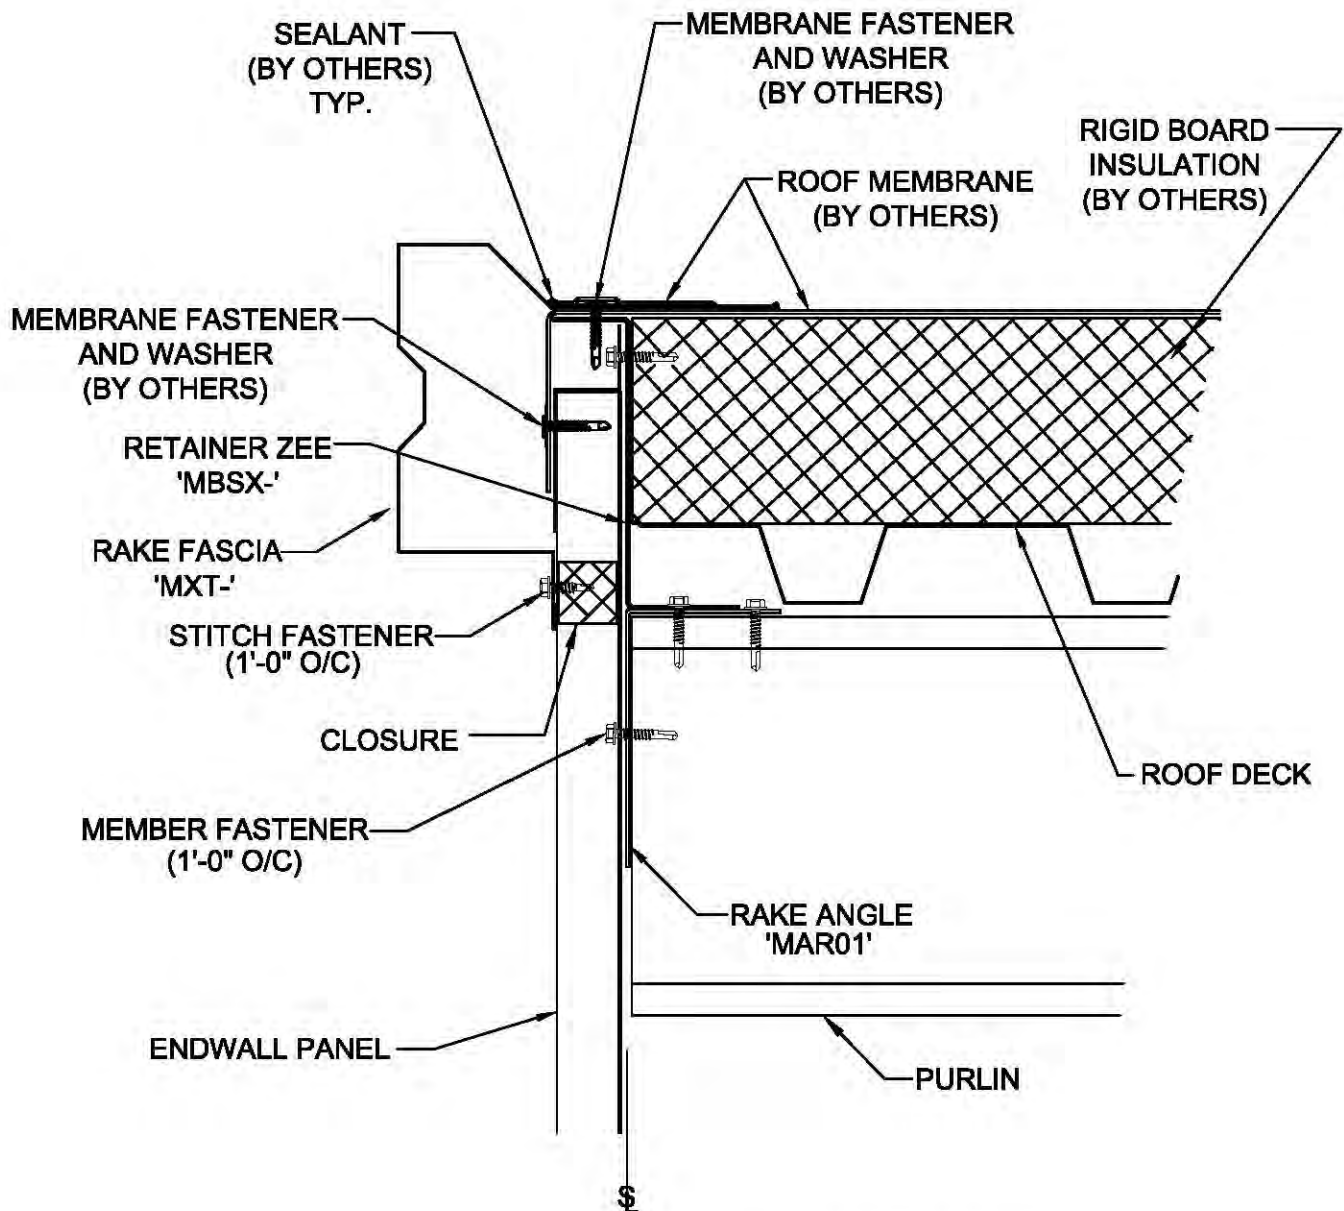 SEALANT
(BY OTHERS)
TYP.
MEMBRANE FASTENER
AND WASHER
(BY OTHERS)
RIGID BOARD
INSULATION
(BY OTHERS)
ROOF MEMBRANE
(BY OTHERS)
MEMBRANE FASTENER
AND WASHER
(BY OTHERS)
RETAINER ZEE
'MBSX-'
RAKE FASCIA
'MXT-'
STITCH FASTENER
(1'-0" O/C)
CLOSURE
ROOF DECK
MEMBER FASTENER
(1'-0" O/C)
RAKE ANGLE
'MAR01'
ENDWALL PANEL
PURLIN